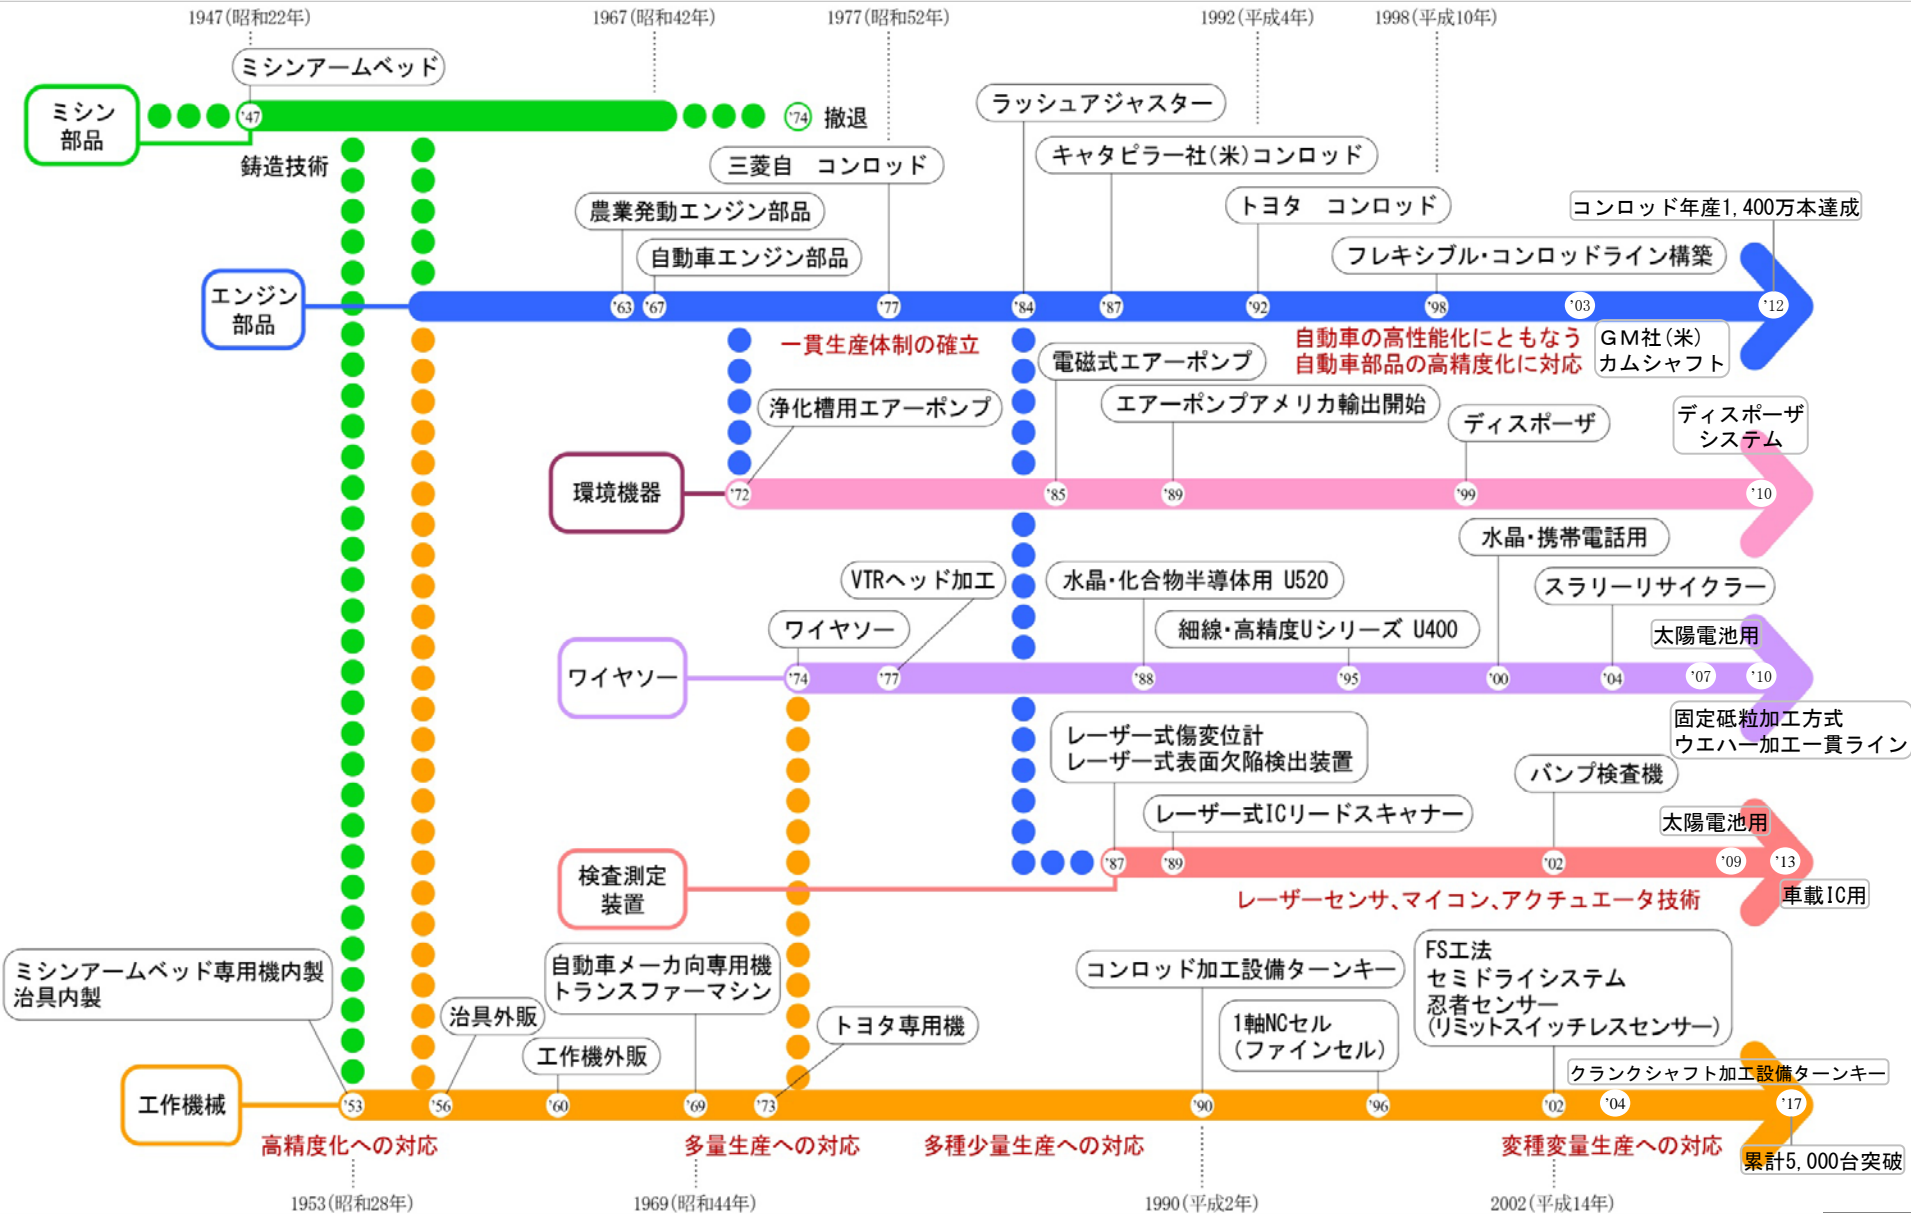 1947(昭和22年)
1967(昭和42年)
1977(昭和52年)
1992(平成4年)
1998(平成10年)
ミシンアームベッド
ミシン
部品
'47
'74
撤退
鋳造技術
ラッシュアジャスター
三菱自　コンロッド
キャタピラー社(米)コンロッド
農業発動エンジン部品
自動車エンジン部品
トヨタ　コンロッド
コンロッド年産1,400万本達成
フレキシブル・コンロッドライン構築
エンジン
部品
'63
'67
'77
'84
'87
'92
'98
'03
'12
一貫生産体制の確立
自動車の高性能化にともなう
自動車部品の高精度化に対応
GM社(米)
カムシャフト
電磁式エアーポンプ
浄化槽用エアーポンプ
エアーポンプアメリカ輸出開始
ディスポーザ
ディスポーザ
システム
環境機器
'72
'85
'89
'99
'10
水晶・携帯電話用
VTRヘッド加工
水晶・化合物半導体用 U520
スラリーリサイクラー
ワイヤソー
細線・高精度Uシリーズ U400
太陽電池用
ワイヤソー
'74
'77
'88
'95
'00
'04
'07
'10
固定砥粒加工方式
ウエハー加工一貫ライン
レーザー式傷変位計
レーザー式表面欠陥検出装置
バンプ検査機
レーザー式ICリードスキャナー
太陽電池用
検査測定
装置
'87
'89
'02
'09
'13
レーザーセンサ、マイコン、アクチュエータ技術
車載IC用
ミシンアームベッド専用機内製
治具内製
治具外販
工作機外販
自動車メーカ向専用機
トランスファーマシン
トヨタ専用機
コンロッド加工設備ターンキー
1軸NCセル
(ファインセル)
FS工法
セミドライシステム
忍者センサー
(リミットスイッチレスセンサー)
クランクシャフト加工設備ターンキー
工作機械
'53
'56
'60
'69
'73
'90
'96
'02
'04
'17
高精度化への対応
多量生産への対応
多種少量生産への対応
変種変量生産への対応
累計5,000台突破
1953(昭和28年)
1969(昭和44年)
1990(平成2年)
2002(平成14年)